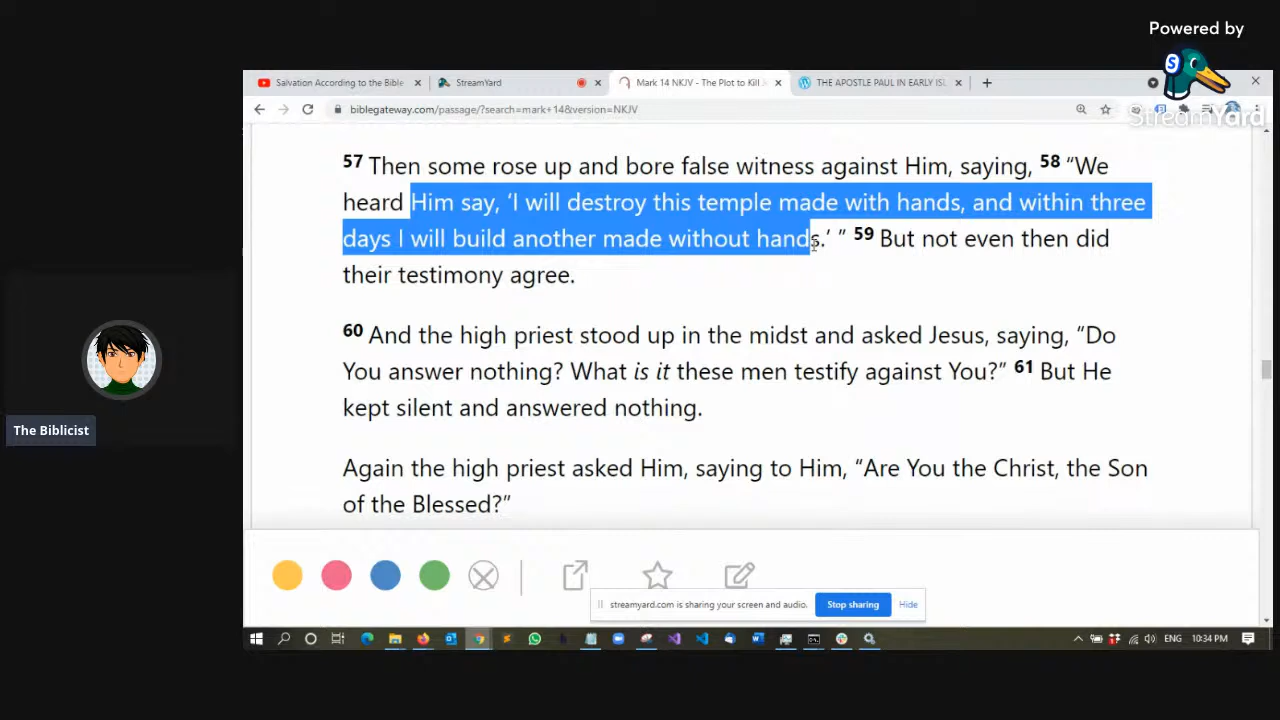 Powered by
StreamYard
Salvation According to the Bible
StreamYard
Mark 14 NKJV - The Plot to Kill J
THE APOSTLE PAUL IN EARLY ISL
biblegateway.com/passage/?search=mark+14&version=NKJV
57 Then some rose up and bore false witness against Him, saying, 58 “We
heard Him say, ‘I will destroy this temple made with hands, and within three
days I will build another made without hands.’ ” 59 But not even then did
their testimony agree.
60 And the high priest stood up in the midst and asked Jesus, saying, “Do
You answer nothing? What is it these men testify against You?” 61 But He
kept silent and answered nothing.
Again the high priest asked Him, saying to Him, “Are You the Christ, the Son
of the Blessed?”
The Biblicist
streamyard.com is sharing your screen and audio.
Stop sharing
Hide
ENG
10:34 PM